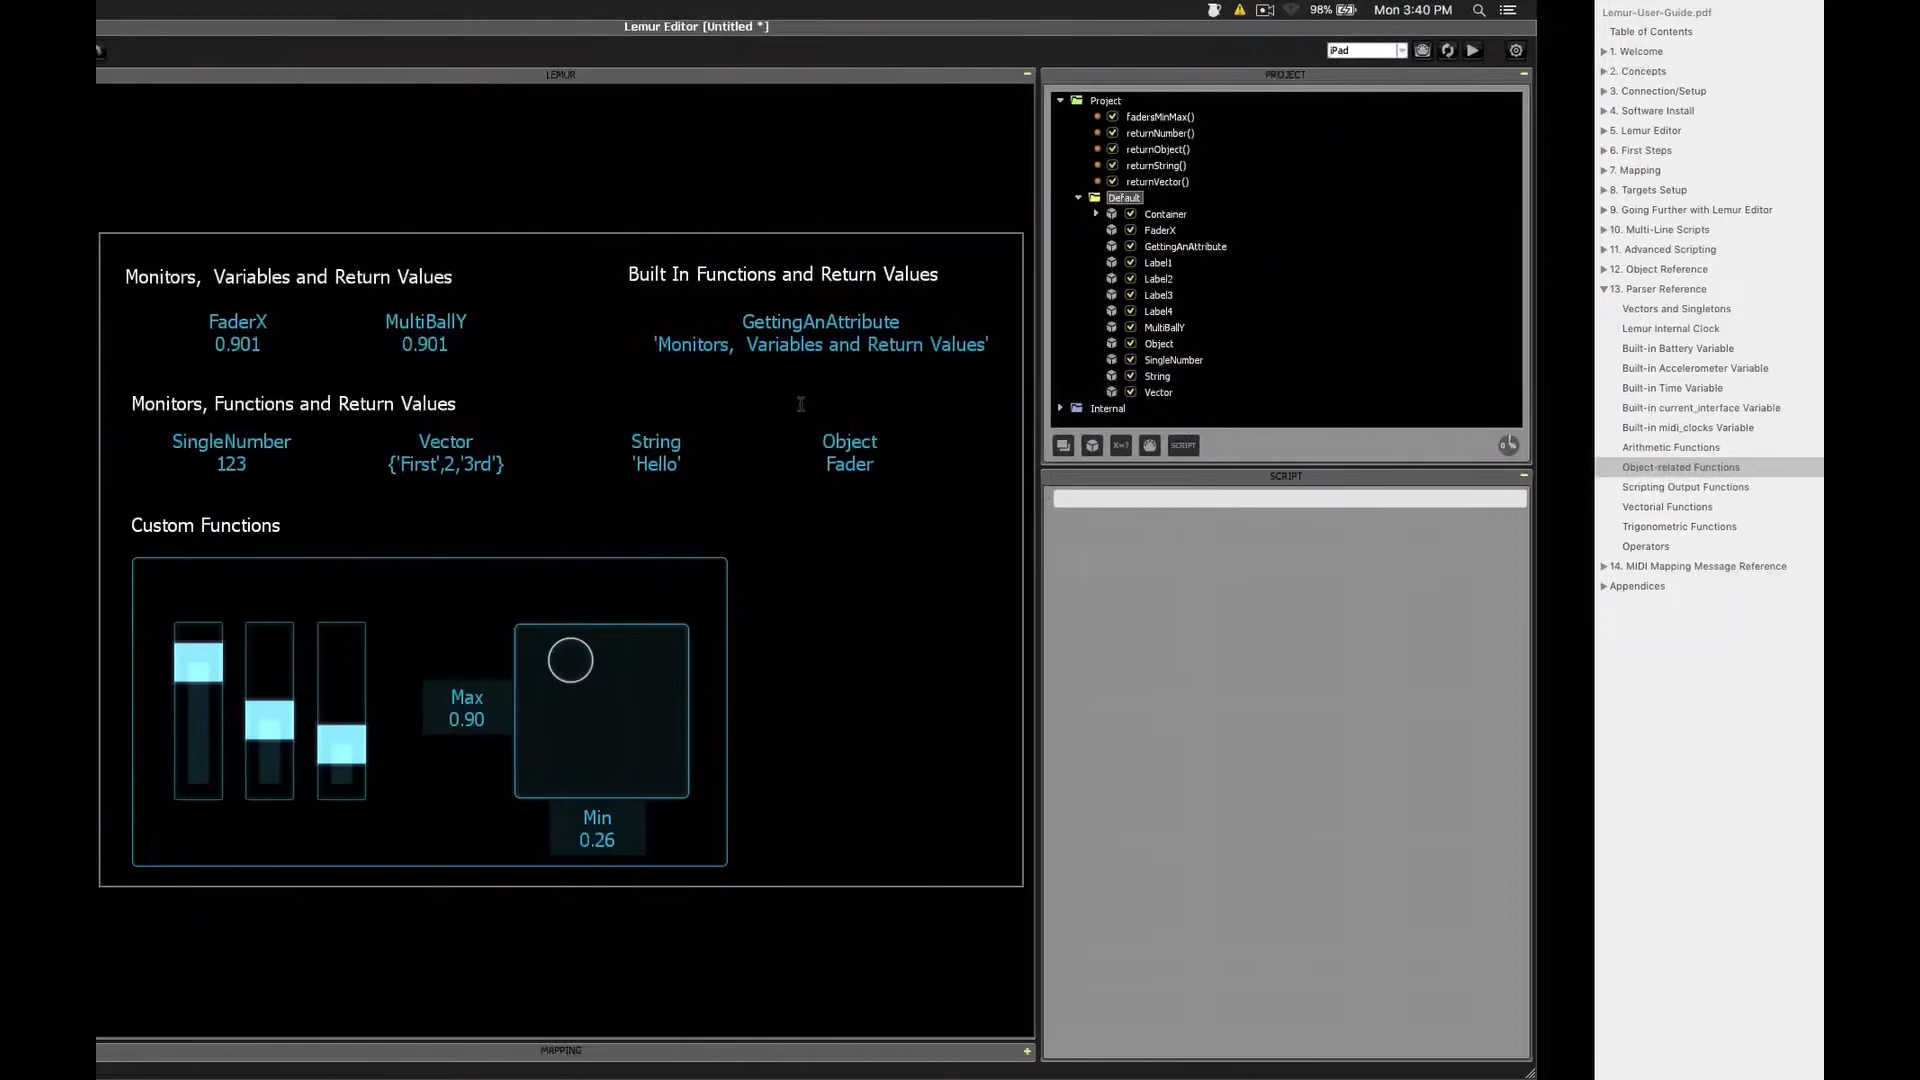 98%
Mon 3:40 PM
Lemur Editor [Untitled *]
iPad
LEMUR
Monitors,  Variables and Return Values
Built In Functions and Return Values
FaderX
0.901
MultiBallY
0.901
GettingAnAttribute
'Monitors,  Variables and Return Values'
Monitors, Functions and Return Values
SingleNumber
123
Vector
{'First',2,'3rd'}
String
'Hello'
Object
Fader
Custom Functions
Max
0.90
Min
0.26
MAPPING
PROJECT
Project
fadersMinMax()
returnNumber()
returnObject()
returnString()
returnVector()
Default
Container
FaderX
GettingAnAttribute
Label1
Label2
Label3
Label4
MultiBallY
Object
SingleNumber
String
Vector
Internal
X=?
SCRIPT
0 %
SCRIPT
Lemur-User-Guide.pdf
Table of Contents
1. Welcome
2. Concepts
3. Connection/Setup
4. Software Install
5. Lemur Editor
6. First Steps
7. Mapping
8. Targets Setup
9. Going Further with Lemur Editor
10. Multi-Line Scripts
11. Advanced Scripting
12. Object Reference
13. Parser Reference
Vectors and Singletons
Lemur Internal Clock
Built-in Battery Variable
Built-in Accelerometer Variable
Built-in Time Variable
Built-in current_interface Variable
Built-in midi_clocks Variable
Arithmetic Functions
Object-related Functions
Scripting Output Functions
Vectorial Functions
Trigonometric Functions
Operators
14. MIDI Mapping Message Reference
Appendices